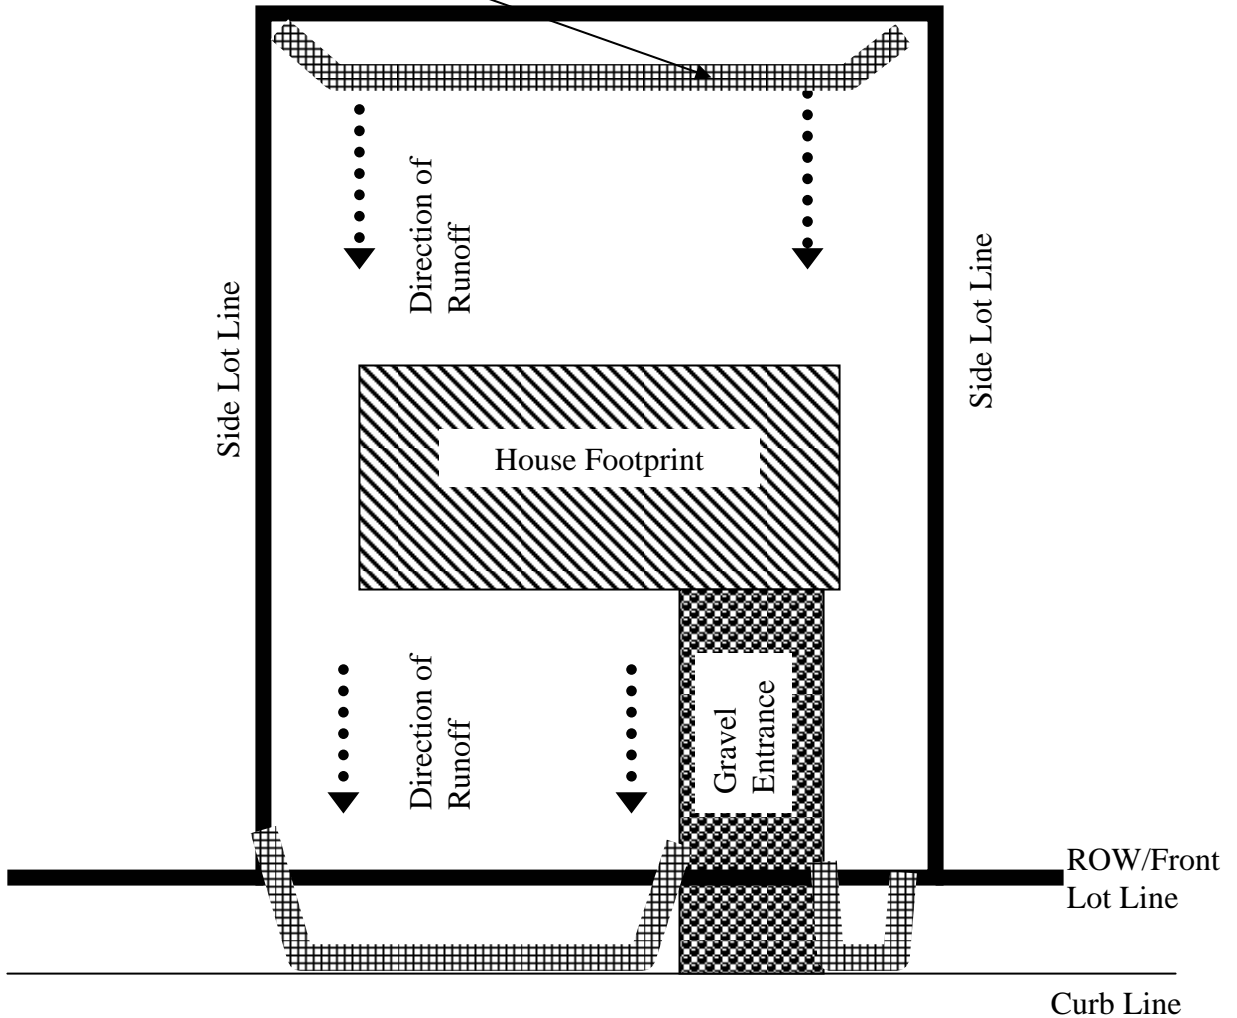 Direction of
Runoff
Side Lot Line
Side Lot Line
House Footprint
Direction of
Runoff
Gravel
Entrance
ROW/Front
Lot Line
Curb Line